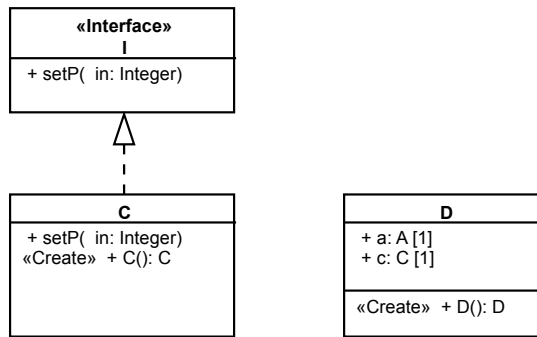 «Interface»
I
+ setP(  in: Integer)
C
+ setP(  in: Integer)
«Create»  + C(): C
D
+ a: A [1]
+ c: C [1]
«Create»  + D(): D